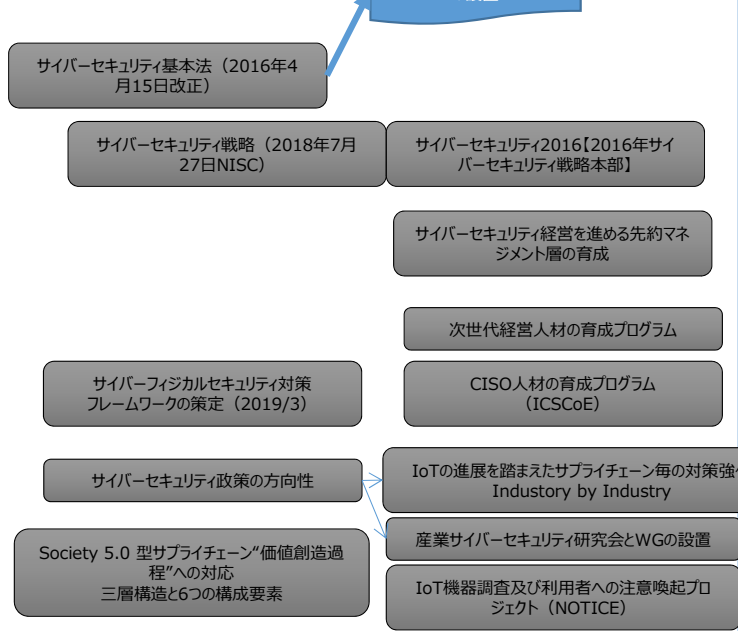 サイバーセキュリティ基本法（2016年4
月15日改正）
サイバーセキュリティ戦略（2018年7月
27日NISC）
サイバーセキュリティ2016【2016年サイ
バーセキュリティ戦略本部】
サイバーセキュリティ経営を進める先約マネ
ジメント層の育成
次世代経営人材の育成プログラム
サイバーフィジカルセキュリティ対策
フレームワークの策定（2019/3）
CISO人材の育成プログラム
（ICSCoE）
サイバーセキュリティ政策の方向性
IoTの進展を踏まえたサプライチェーン毎の対策強
Industory by Industry
産業サイバーセキュリティ研究会とWGの設置
Society 5.0 型サプライチェーン“価値創造過
程”への対応
三層構造と6つの構成要素
IoT機器調査及び利用者への注意喚起プロ
ジェクト（NOTICE）